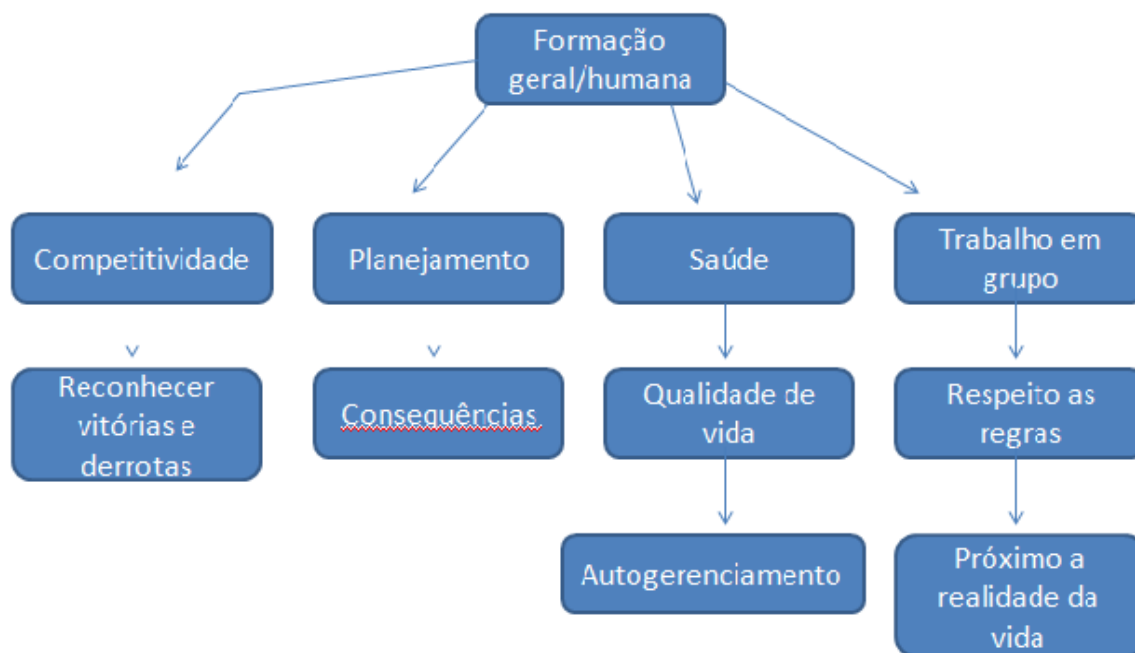 Formação
geral/humana
Competitividade
Planejamento
Saúde
Trabalho em
grupo
Reconhecer
vitórias e
derrotas
Consequências
Qualidade de
vida
Respeito as
regras
Autogerenciamento
Próximo a
realidade da
vida